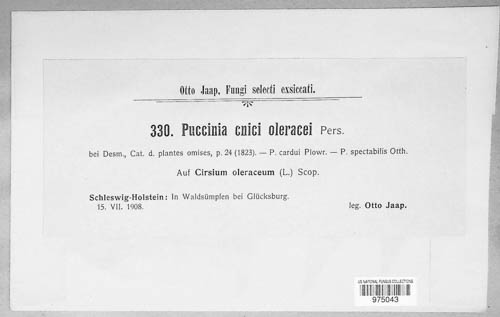 Otto Jaap, Fungi selecti exsiccati.
330. Puccinia cnici oleracei Pers.
bei Desm., Cat. d. plantes omises, p. 24 (1823). — P. cardui Plowr. — P. spectabilis Otth.
Auf Cirsium oleraceum (L.) Scop.
Schleswig-Holstein: In Waldsümpfen bei Glücksburg.
15. VII. 1908. leg. Otto Jaap.
US NATIONAL FUNGUS COLLECTIONS
975043